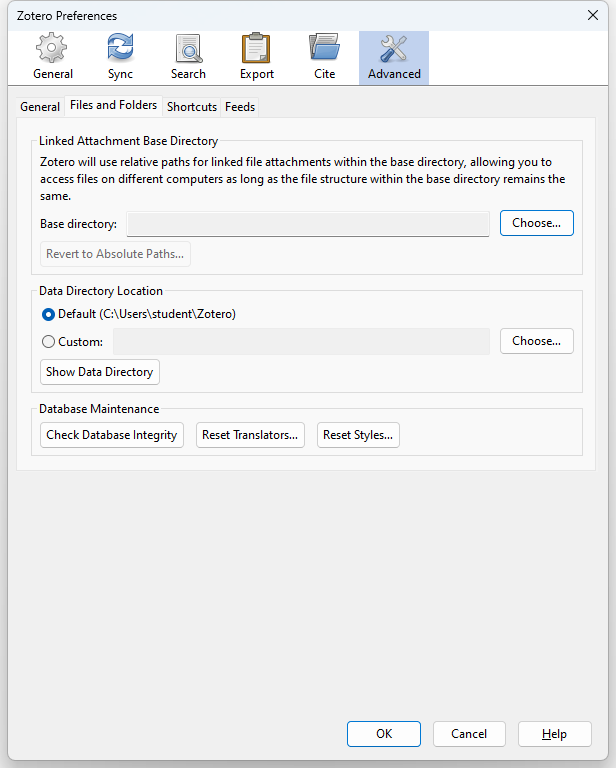 Zotero Preferences
General Sync Search Export Cite Advanced
General Files and Folders Shortcuts Feeds
Linked Attachment Base Directory
Zotero will use relative paths for linked file attachments within the base directory, allowing you to
access files on different computers as long as the file structure within the base directory remains the
same.
Base directory: Choose...
Revert to Absolute Paths...
Data Directory Location
Default (C:\Users\student\Zotero)
Custom: Choose...
Show Data Directory
Database Maintenance
Check Database Integrity Reset Translators... Reset Styles...
OK Cancel Help